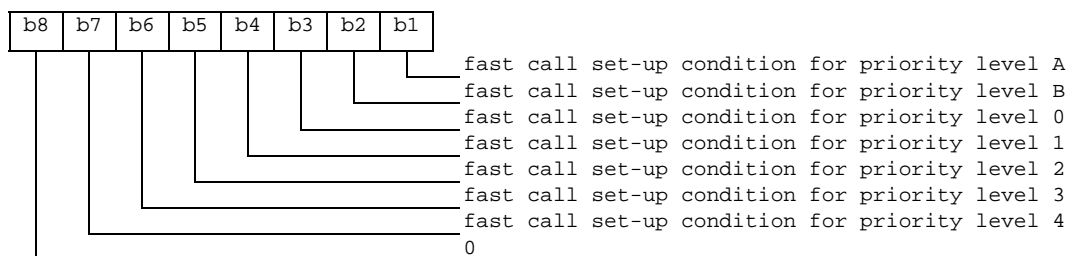 b8 b7 b6 b5 b4 b3 b2 b1
fast call set-up condition for priority level A
fast call set-up condition for priority level B
fast call set-up condition for priority level 0
fast call set-up condition for priority level 1
fast call set-up condition for priority level 2
fast call set-up condition for priority level 3
fast call set-up condition for priority level 4
0